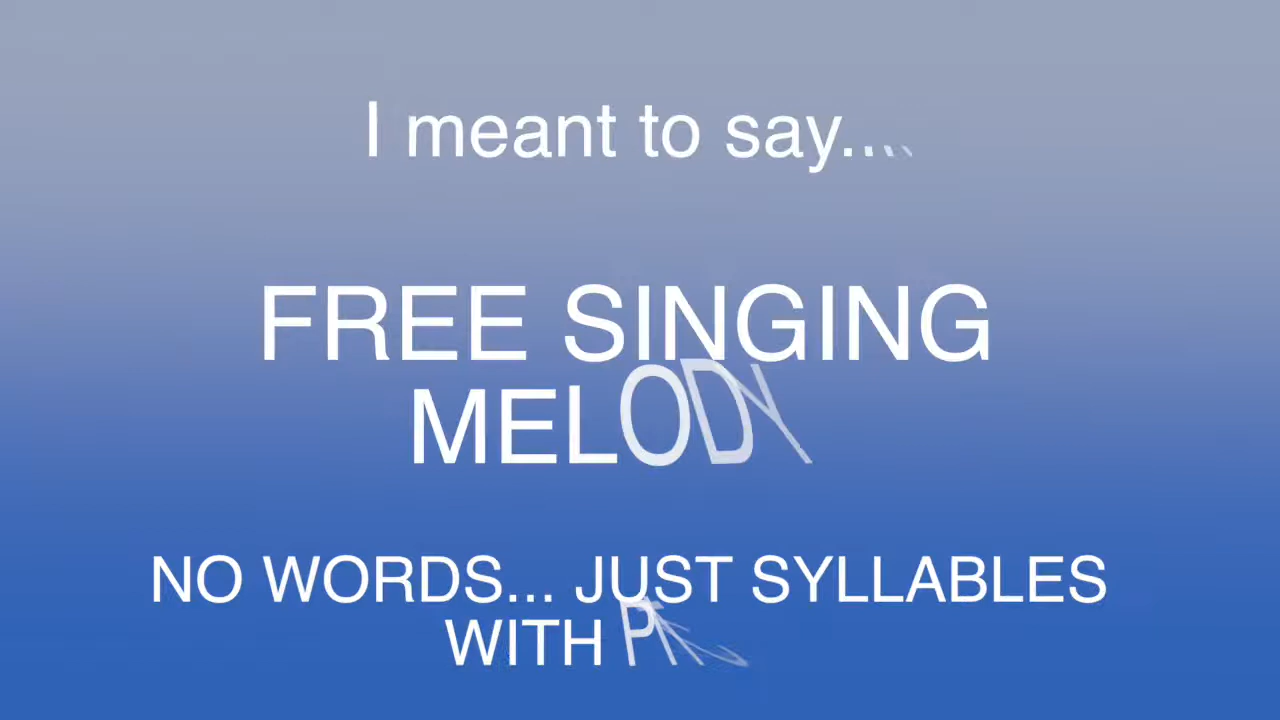 I meant to say.....
FREE SINGING
MELODY
NO WORDS... JUST SYLLABLES
WITH